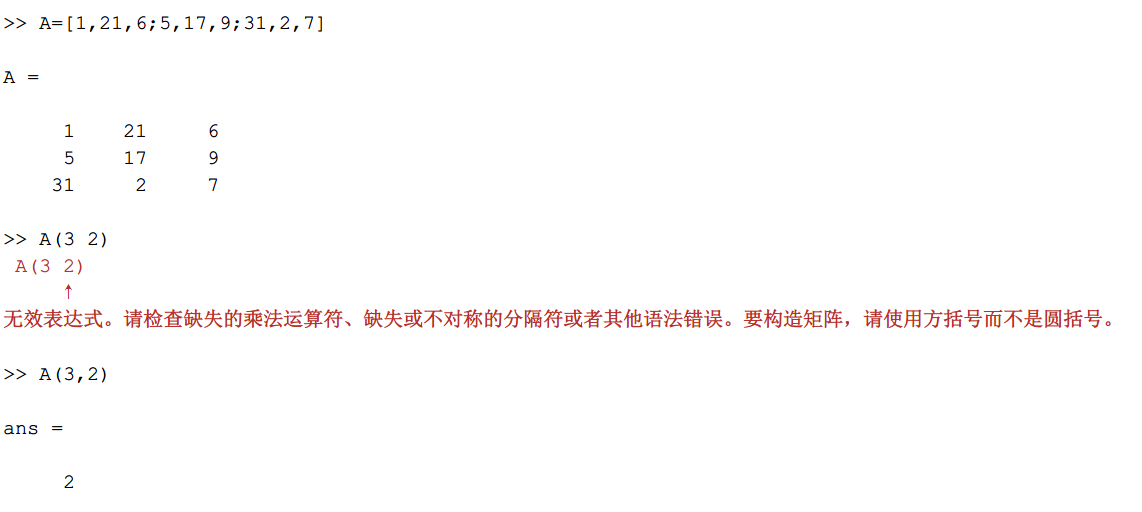 >> A=[1,21,6;5,17,9;31,2,7]
A =
1 21 6
5 17 9
31 2 7
>> A(3 2)
A(3 2)
↑
无效表达式。请检查缺失的乘法运算符、缺失或不对称的分隔符或者其他语法错误。要构造矩阵，请使用方括号而不是圆括号。
>> A(3,2)
ans =
2